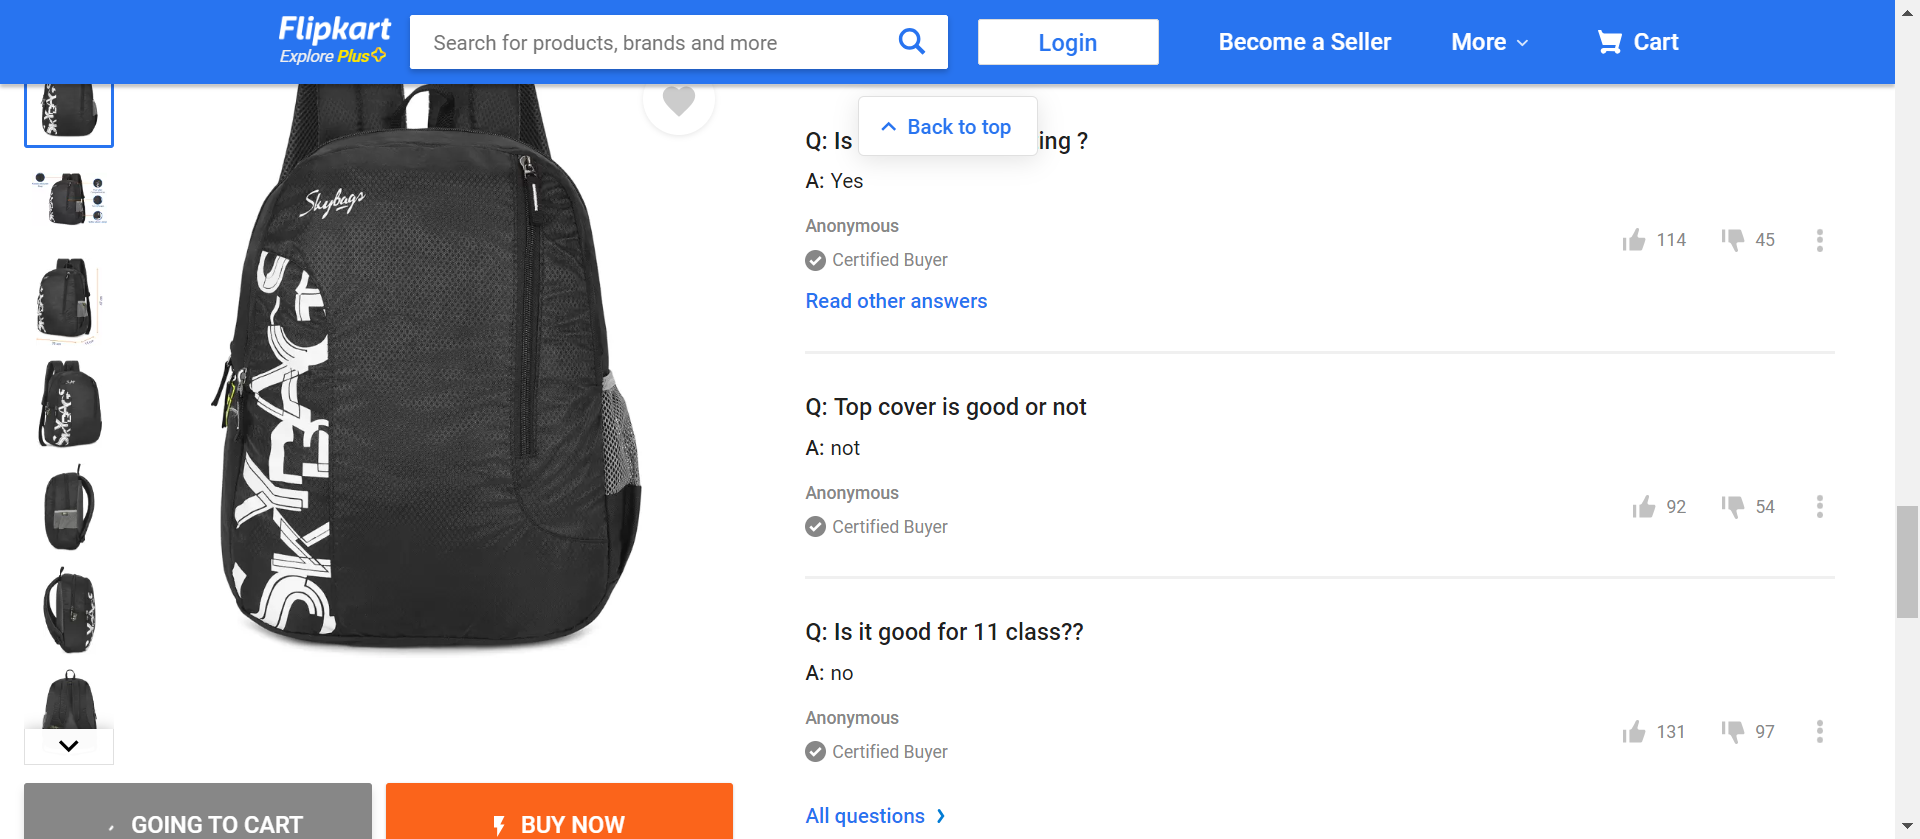 Flipkart
Explore Plus
Search for products, brands and more
Login
Become a Seller
More
Cart
Skybags
SKYBAGS
GOING TO CART
BUY NOW
Back to top
Q: Is ing ?
A: Yes
Anonymous
Certified Buyer
114
45
Read other answers
Q: Top cover is good or not
A: not
Anonymous
Certified Buyer
92
54
Q: Is it good for 11 class??
A: no
Anonymous
Certified Buyer
131
97
All questions